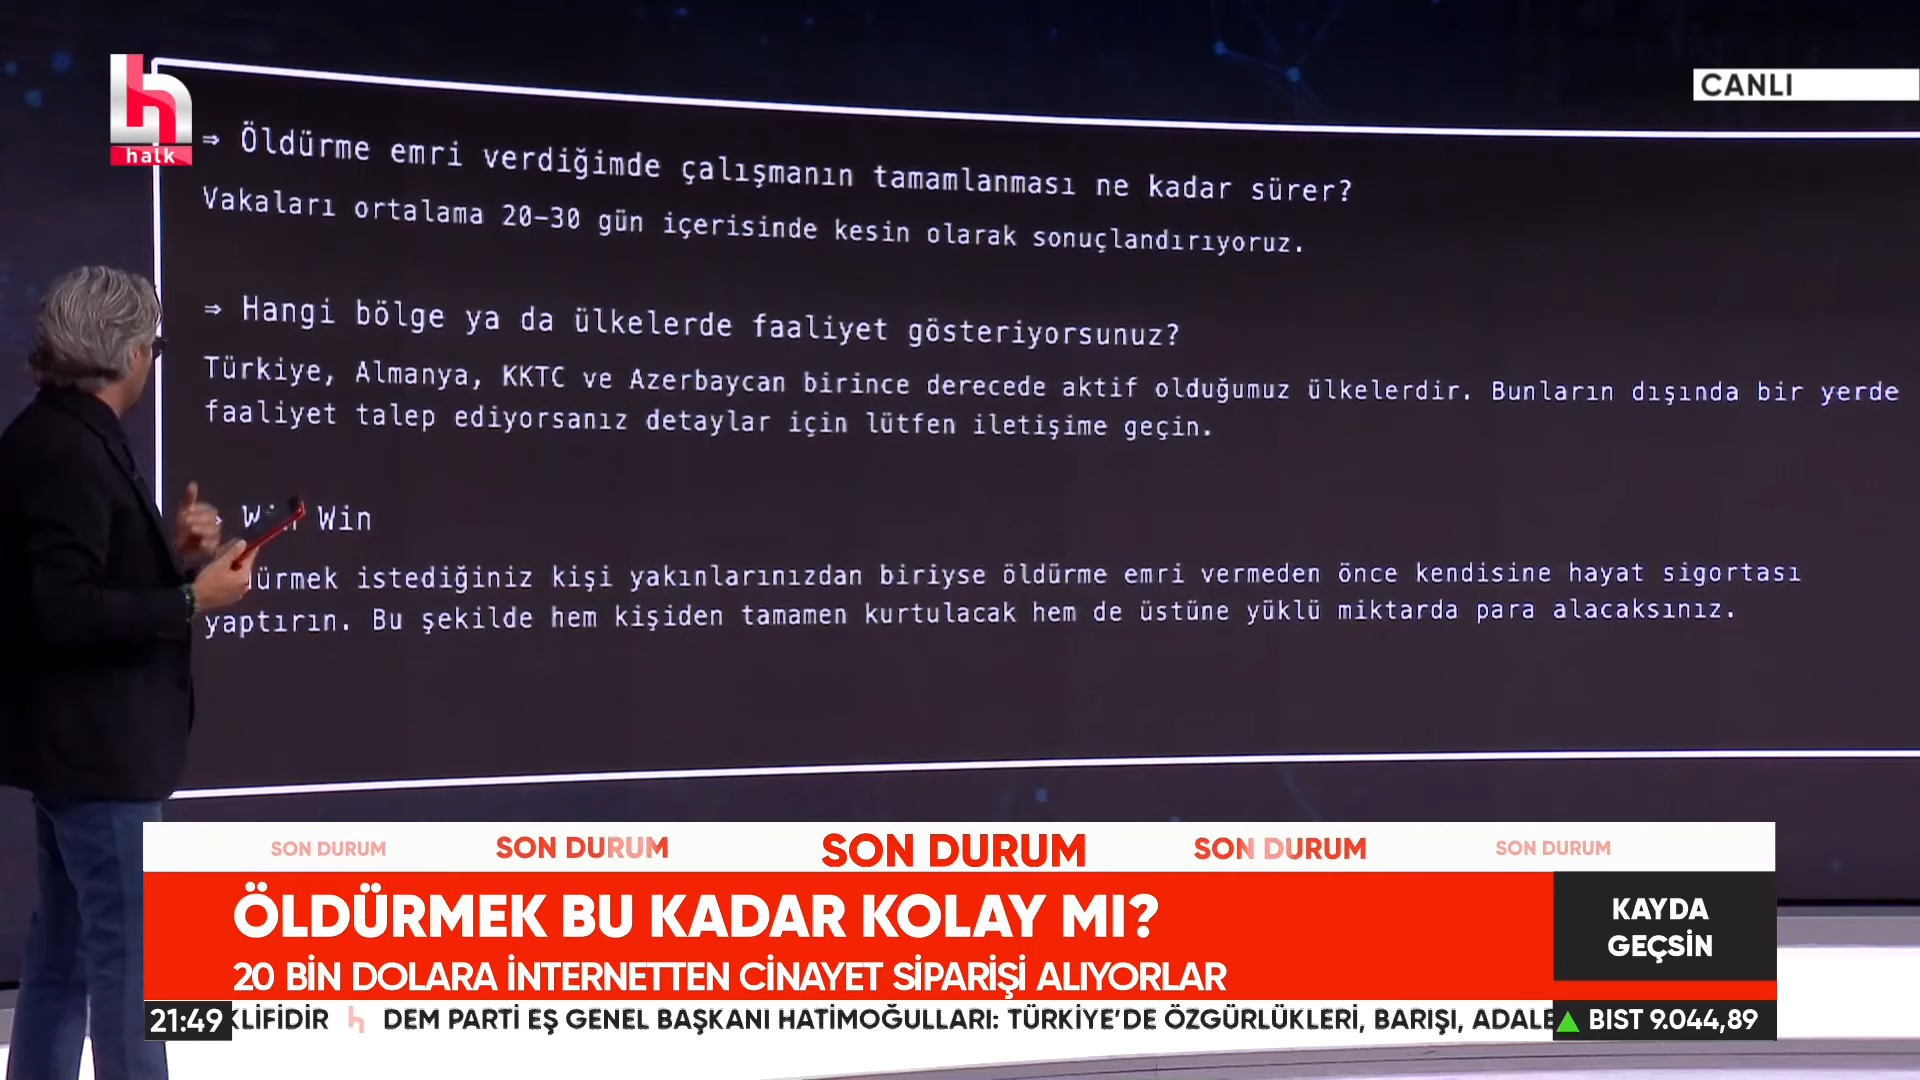 h
halk
CANLI
⇒ Öldürme emri verdiğimde çalışmanın tamamlanması ne kadar sürer?
Vakaları ortalama 20-30 gün içerisinde kesin olarak sonuçlandırıyoruz.
⇒ Hangi bölge ya da ülkelerde faaliyet gösteriyorsunuz?
Türkiye, Almanya, KKTC ve Azerbaycan birince derecede aktif olduğumuz ülkelerdir. Bunların dışında bir yerde
faaliyet talep ediyorsanız detaylar için lütfen iletişime geçin.
Win
istediğiniz kişi yakınlarınızdan biriyse öldürme emri vermeden önce kendisine hayat sigortası
yaptırın. Bu şekilde hem kişiden tamamen kurtulacak hem de üstüne yüklü miktarda para alacaksınız.
SON DURUM SON DURUM SON DURUM SON DURUM SON DURUM
ÖLDÜRMEK BU KADAR KOLAY MI?
20 BİN DOLARA İNTERNETTEN CİNAYET SİPARİŞİ ALIYORLAR
KAYDA
GEÇSİN
21:49 KLİFİDİR h DEM PARTİ EŞ GENEL BAŞKANI HATİMOĞULLARI: TÜRKİYE'DE ÖZGÜRLÜKLERİ, BARIŞI, ADALE ▲ BIST 9.044,89